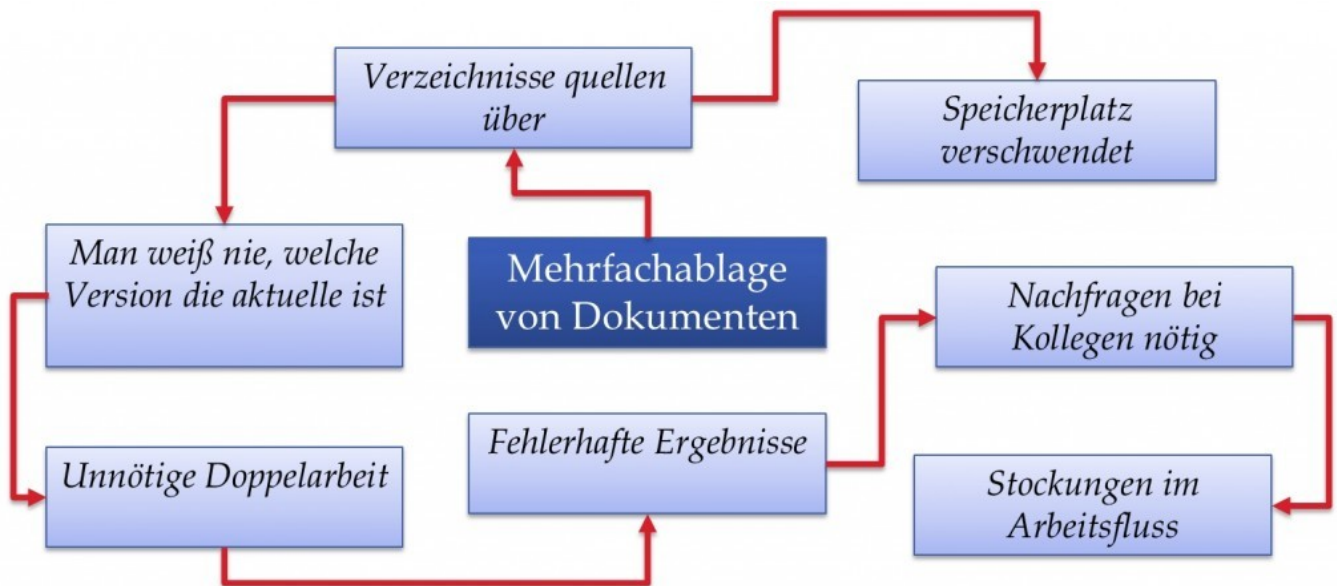 Verzeichnisse quellen
über
Speicherplatz
verschwendet
Man weiß nie, welche
Version die aktuelle ist
Mehrfachablage
von Dokumenten
Nachfragen bei
Kollegen nötig
Unnötige Doppelarbeit
Fehlerhafte Ergebnisse
Stockungen im
Arbeitsfluss